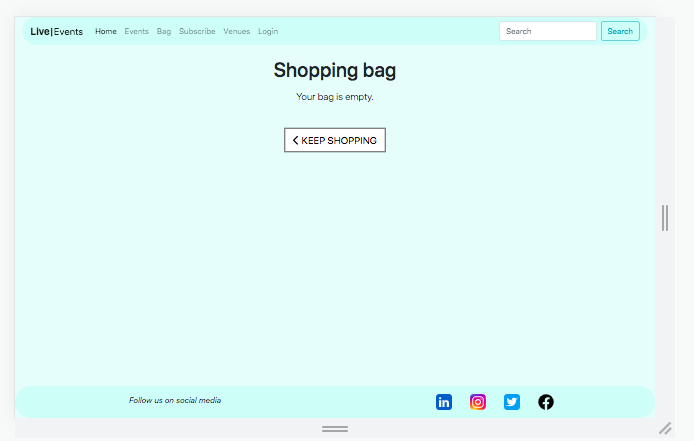 Live|Events Home Events Bag Subscribe Venues Login Search Search
Shopping bag
Your bag is empty.
KEEP SHOPPING
Follow us on social media